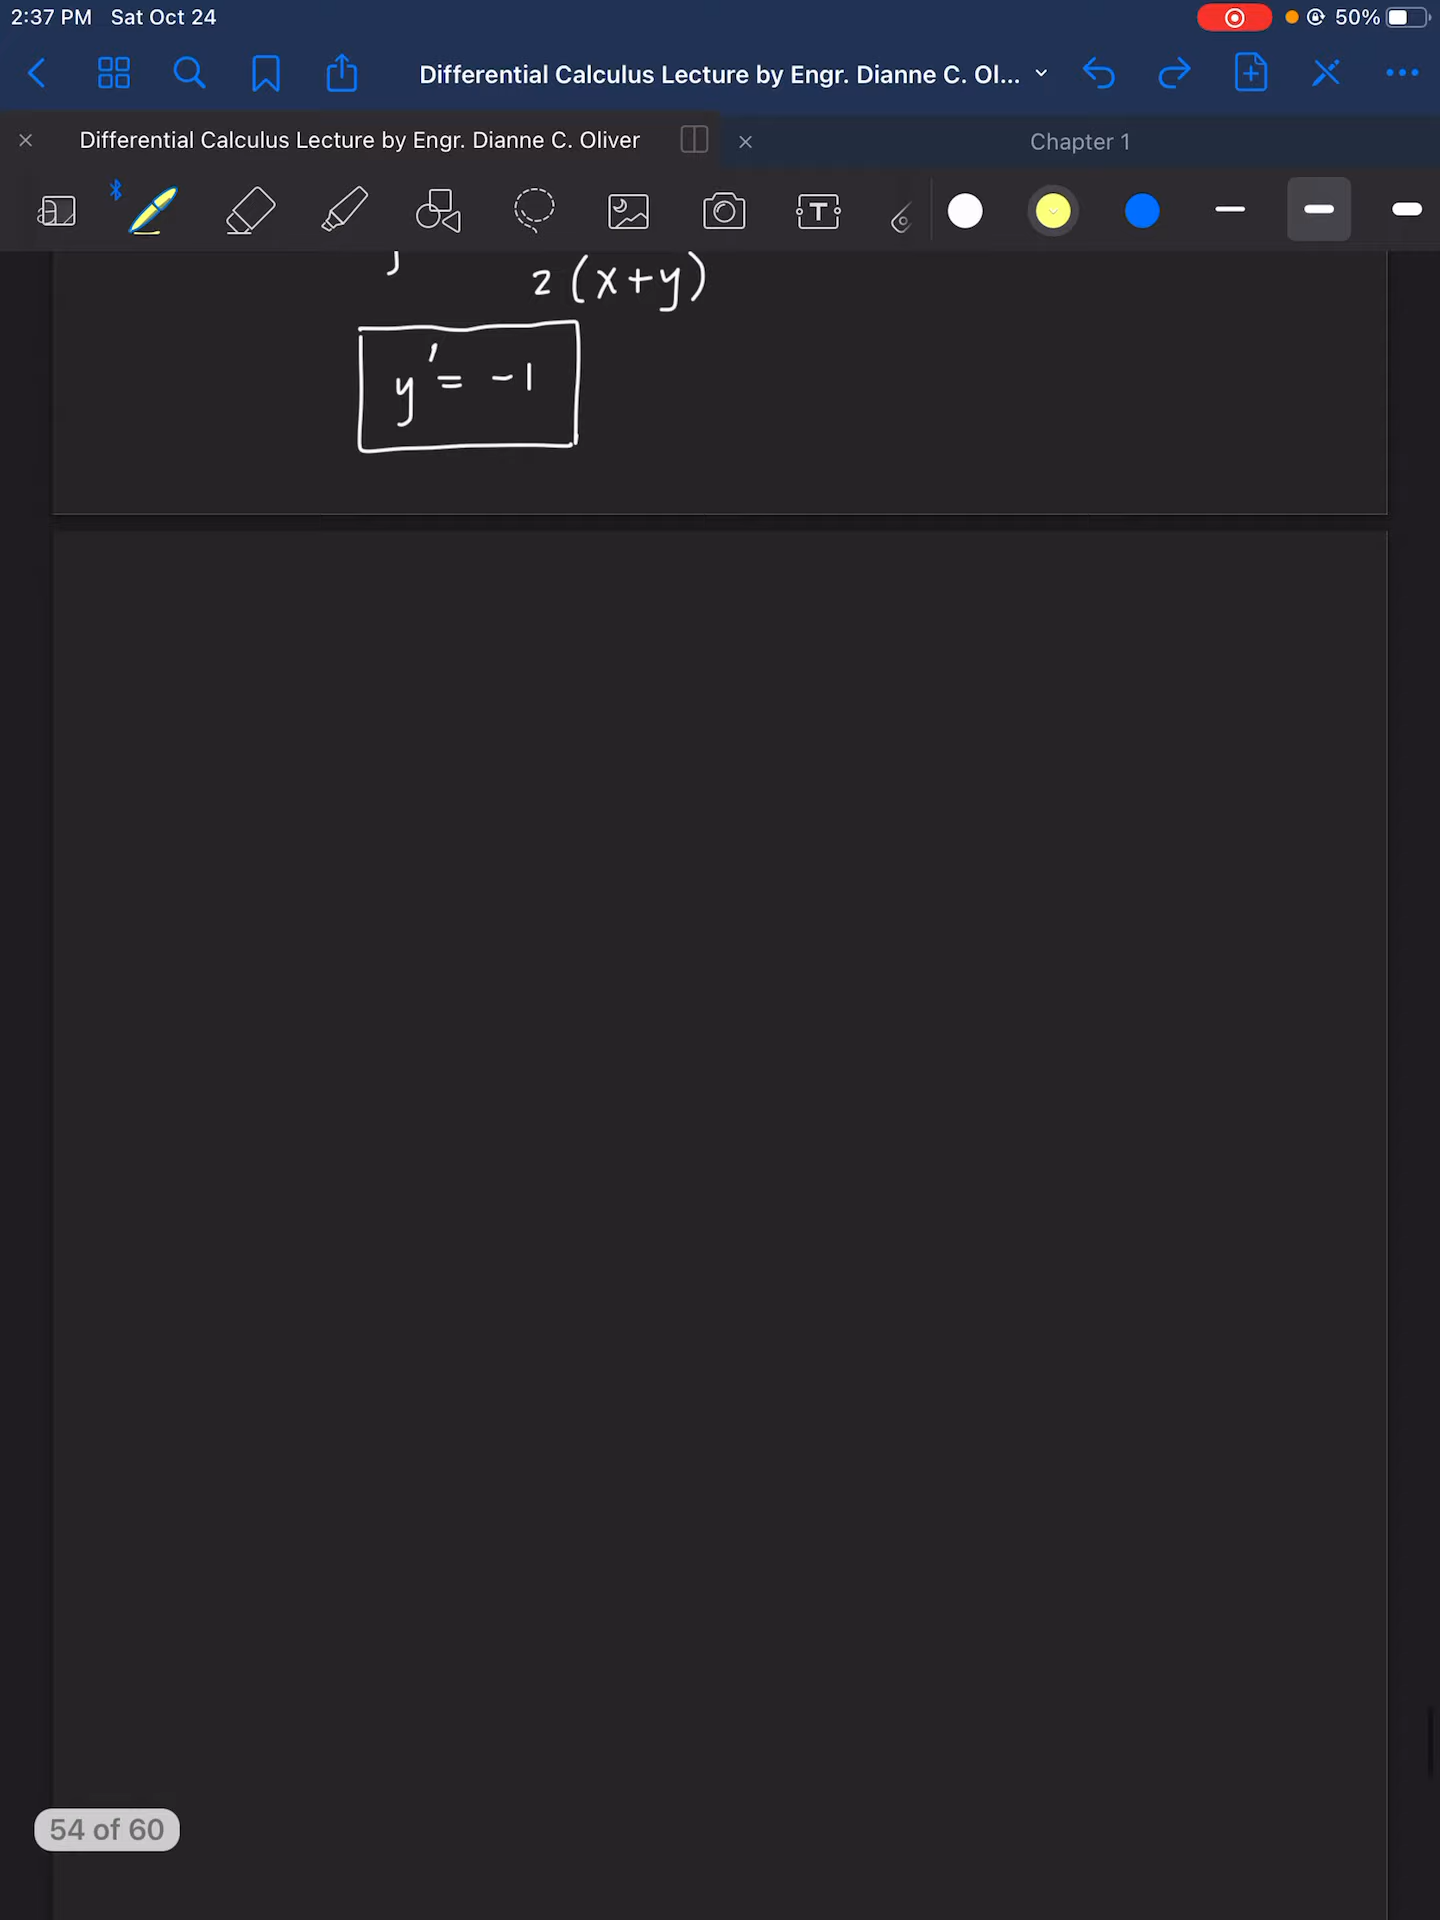 2:37 PM Sat Oct 24 50%
Differential Calculus Lecture by Engr. Dianne C. Ol...
Differential Calculus Lecture by Engr. Dianne C. Oliver
Chapter 1
2 (x+y)
y' = -1
54 of 60